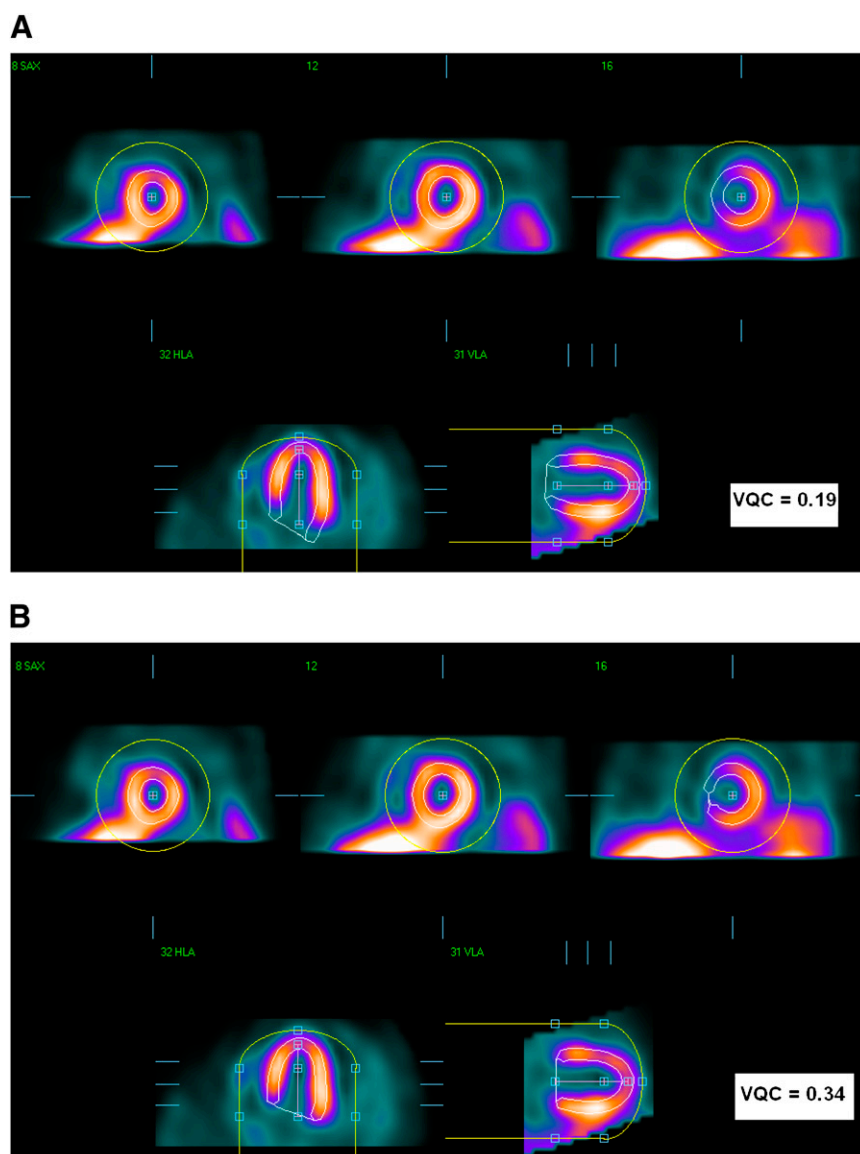 A
8 SAX
12
16
32 HLA
31 VLA
VQC = 0.19
B
8 SAX
12
16
32 HLA
31 VLA
VQC = 0.34